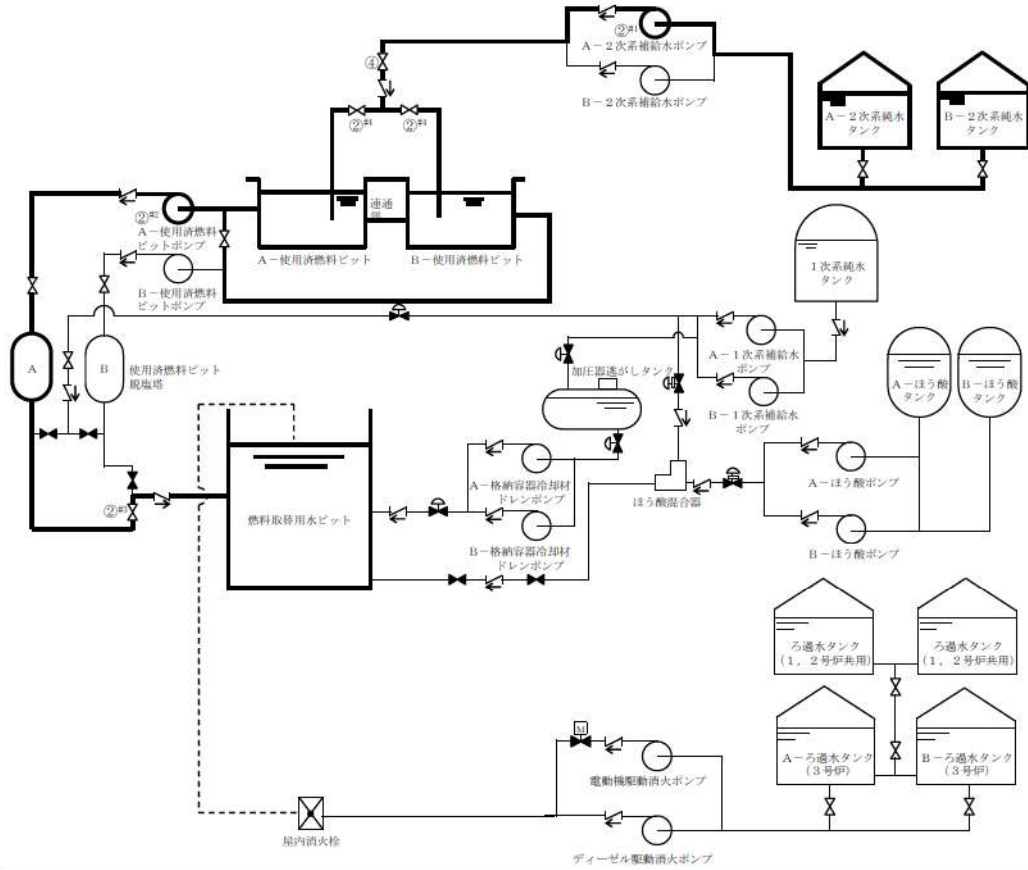 ②#1
A－２次系補給水ポンプ
B－２次系補給水ポンプ
④
②#4
②#4
A－２次系純水
タンク
B－２次系純水
タンク
連通
②#2
A－使用済燃料
ピットポンプ
A－使用済燃料ピット
B－使用済燃料ピット
B－使用済燃料
ピットポンプ
１次系純水
タンク
A
B
使用済燃料ピット
脱塩塔
加圧器逃がしタンク
A－１次系補給水
ポンプ
B－１次系補給水
ポンプ
A－ほう酸
タンク
B－ほう酸
タンク
A－格納容器冷却材
ドレンポンプ
B－格納容器冷却材
ドレンポンプ
ほう酸混合器
A－ほう酸ポンプ
B－ほう酸ポンプ
②#3
燃料取替用水ピット
ろ過水タンク
(１，２号炉共用)
ろ過水タンク
(１，２号炉共用)
A－ろ過水タンク
(３号炉)
B－ろ過水タンク
(３号炉)
M
電動機駆動消火ポンプ
屋内消火栓
ディーゼル駆動消火ポンプ